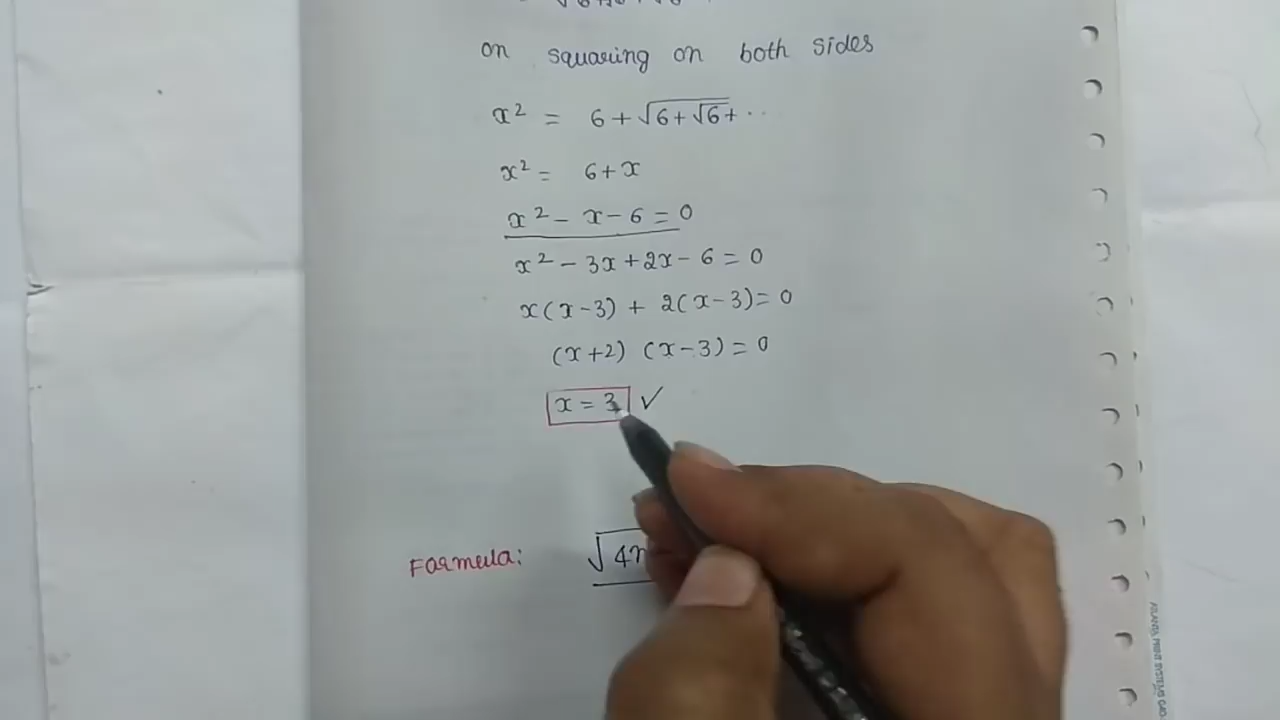 on squaring on both sides
x² = 6+√6+√6+ ..
x² = 6+x
x² - x - 6 = 0
x² - 3x + 2x - 6 = 0
x(x-3) + 2(x-3) = 0
(x+2) (x-3) = 0
x = 3 ✓
Formula: √4n